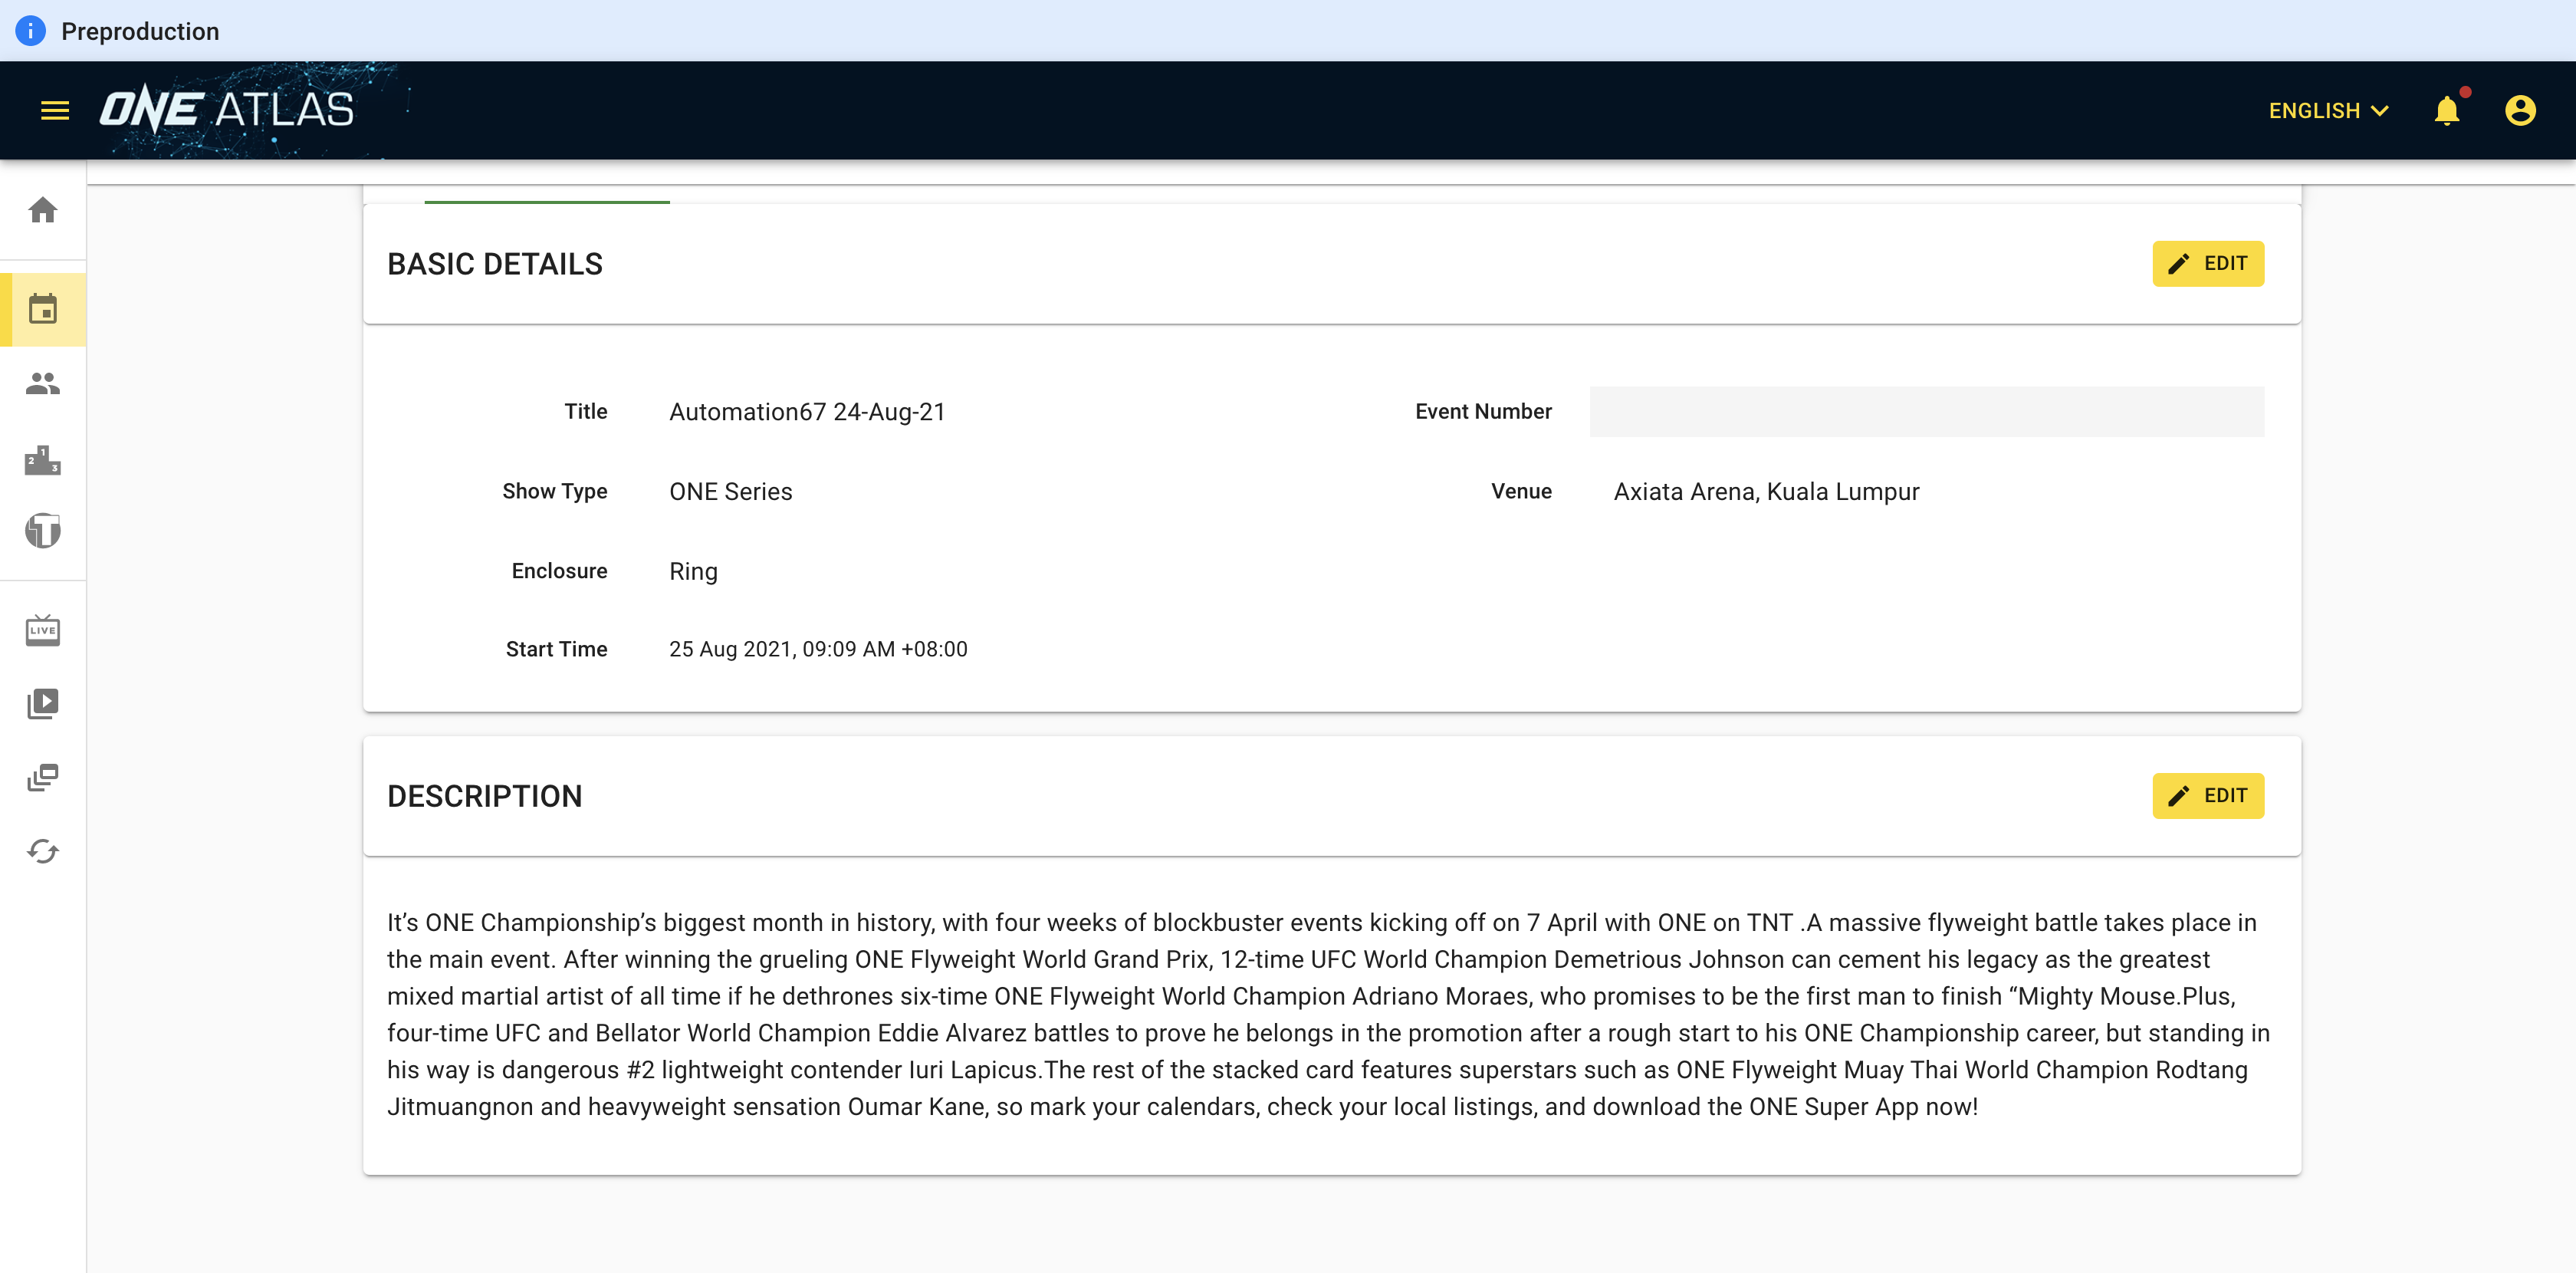 Preproduction
ONE ATLAS
ENGLISH
BASIC DETAILS
EDIT
Title
Automation67 24-Aug-21
Event Number
Show Type
ONE Series
Venue
Axiata Arena, Kuala Lumpur
Enclosure
Ring
Start Time
25 Aug 2021, 09:09 AM +08:00
LIVE
DESCRIPTION
EDIT
It’s ONE Championship’s biggest month in history, with four weeks of blockbuster events kicking off on 7 April with ONE on TNT .A massive flyweight battle takes place in
the main event. After winning the grueling ONE Flyweight World Grand Prix, 12-time UFC World Champion Demetrious Johnson can cement his legacy as the greatest
mixed martial artist of all time if he dethrones six-time ONE Flyweight World Champion Adriano Moraes, who promises to be the first man to finish “Mighty Mouse.Plus,
four-time UFC and Bellator World Champion Eddie Alvarez battles to prove he belongs in the promotion after a rough start to his ONE Championship career, but standing in
his way is dangerous #2 lightweight contender Iuri Lapicus.The rest of the stacked card features superstars such as ONE Flyweight Muay Thai World Champion Rodtang
Jitmuangnon and heavyweight sensation Oumar Kane, so mark your calendars, check your local listings, and download the ONE Super App now!